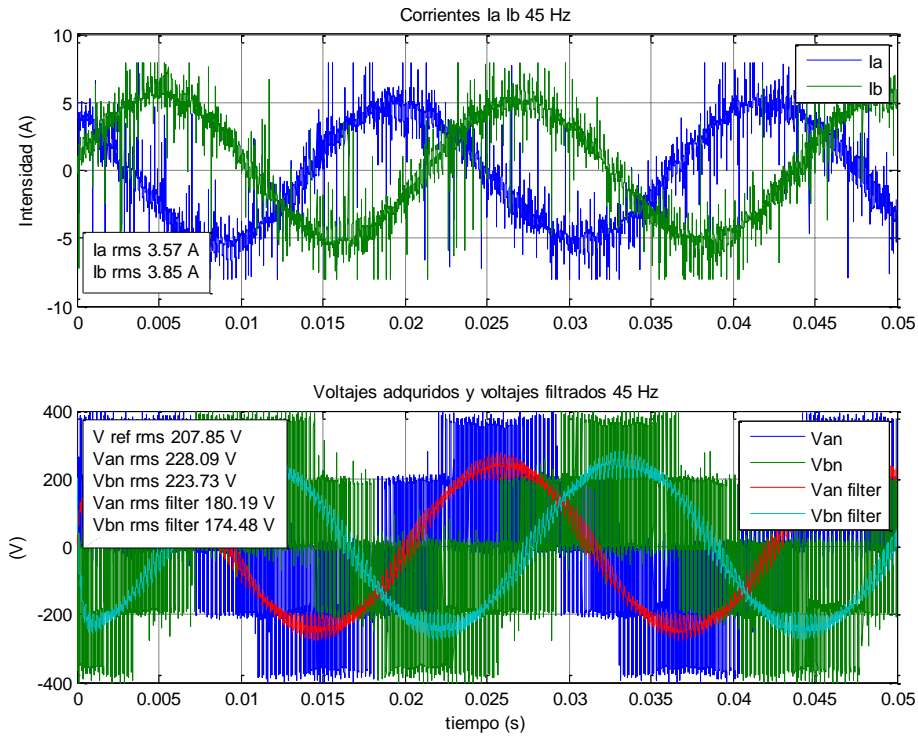 Corrientes Ia Ib 45 Hz
10
5
0
-5
-10
Intensidad (A)
Ia
Ib
Ia rms 3.57 A
Ib rms 3.85 A
0 0.005 0.01 0.015 0.02 0.025 0.03 0.035 0.04 0.045 0.05
Voltajes adquridos y voltajes filtrados 45 Hz
400
200
0
-200
-400
(V)
V ref rms 207.85 V
Van rms 228.09 V
Vbn rms 223.73 V
Van rms filter 180.19 V
Vbn rms filter 174.48 V
Van
Vbn
Van filter
Vbn filter
0 0.005 0.01 0.015 0.02 0.025 0.03 0.035 0.04 0.045 0.05
tiempo (s)